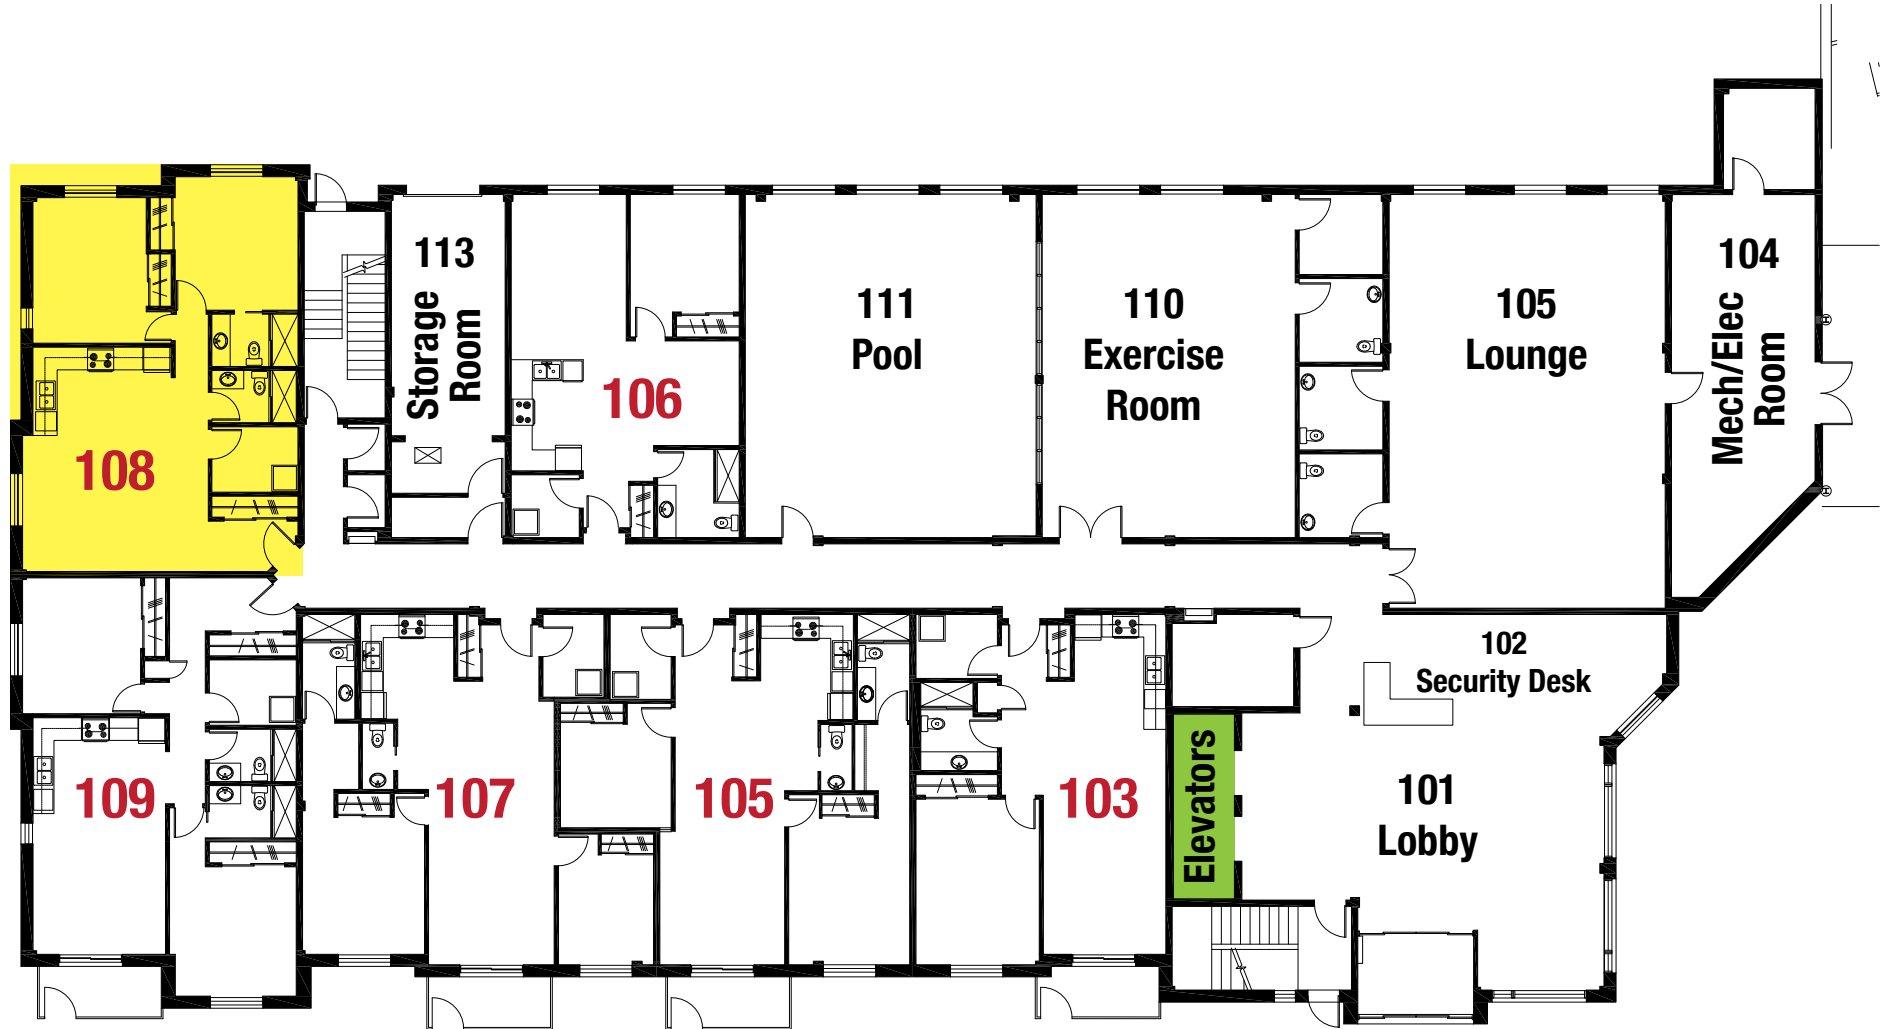 113
Storage
Room
106
111
Pool
110
Exercise
Room
105
Lounge
104
Mech/Elec
Room
108
109
107
105
103
Elevators
102
Security Desk
101
Lobby